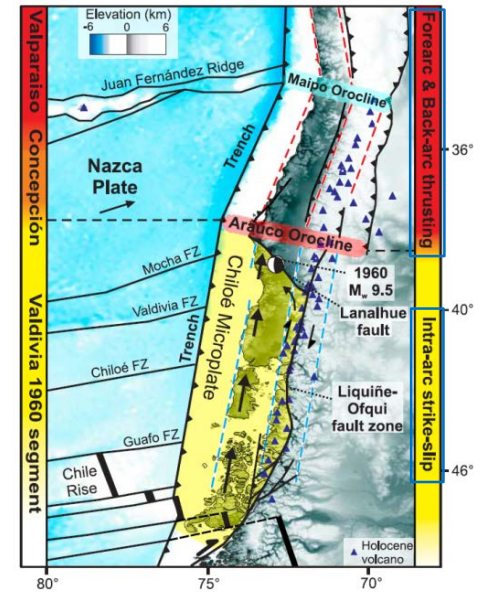 Elevation (km)
-6 0 6
Valparaiso
Concepción
Valdivia 1960 segment
Juan Fernández Ridge
Maipo Orocline
Trench
Nazca
Plate
36°
Arauco Orocline
Mocha FZ
1960
Mw 9.5
Lanalhue
fault
40°
Chiloé Microplate
Valdivia FZ
Trench
Chiloé FZ
Liquiñe-
Ofqui
fault zone
Guafo FZ
Chile
Rise
46°
Holocene
volcano
Forearc & Back-arc thrusting
Intra-arc strike-slip
80° 75° 70°